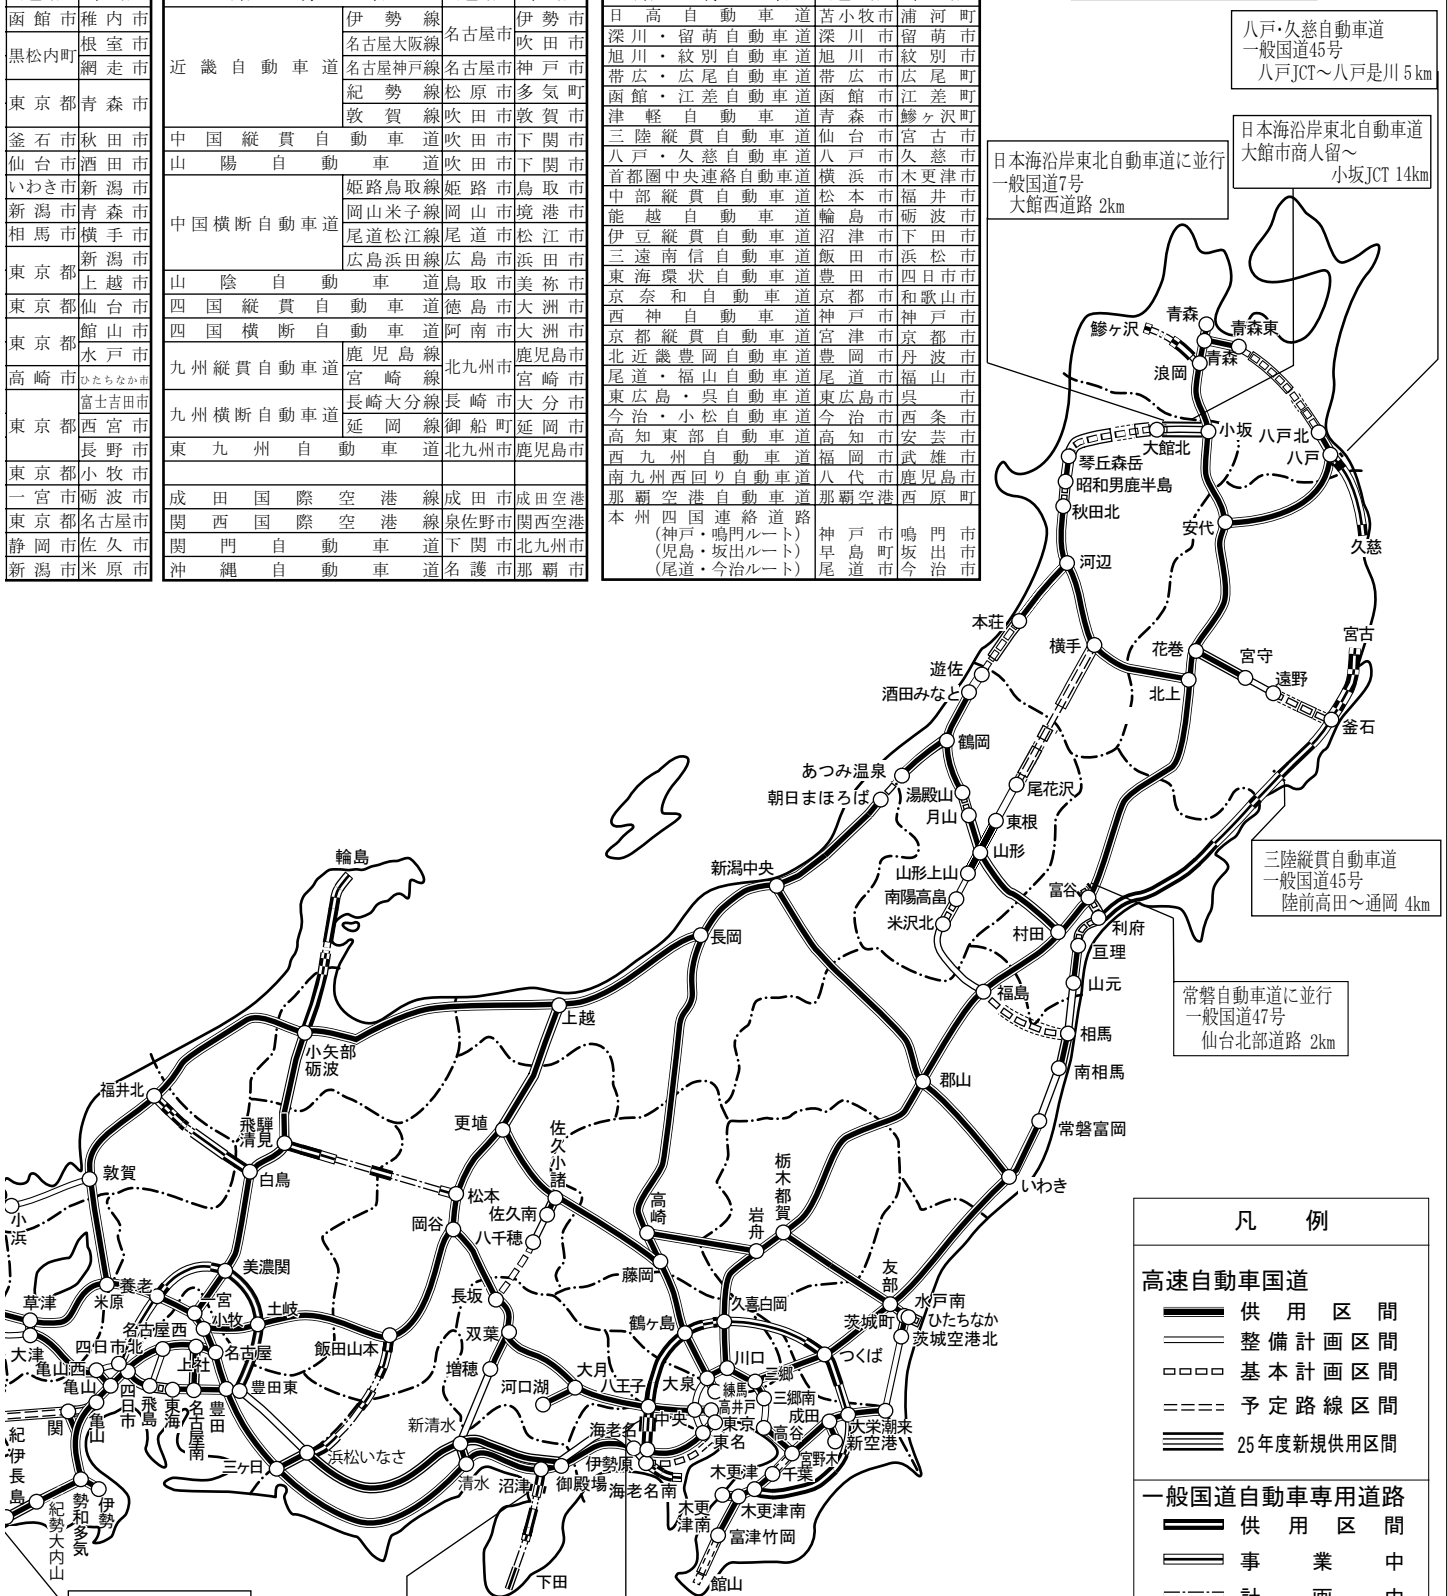 函館市 稚内市
黒松内町 根室市
網走市
東京都 青森市
釜石市 秋田市
仙台市 酒田市
いわき市 新潟市
新潟市 青森市
相馬市 横手市
東京都 新潟市
上越市
東京都 仙台市
東京都 館山市
水戸市
高崎市 ひたちなか市
東京都 富士吉田市
西宮市
長野市
東京都 小牧市
一宮市 砺波市
東京都 名古屋市
静岡市 佐久市
新潟市 米原市
近畿自動車道 伊勢線 名古屋市 伊勢市
名古屋大阪線 吹田市
名古屋神戸線 名古屋市 神戸市
紀勢線 松原市 多気町
敦賀線 吹田市 敦賀市
中国縦貫自動車道 吹田市 下関市
山陽自動車道 吹田市 下関市
中国横断自動車道 姫路鳥取線 姫路市 鳥取市
岡山米子線 岡山市 境港市
尾道松江線 尾道市 松江市
広島浜田線 広島市 浜田市
山陰自動車道 鳥取市 美祢市
四国縦貫自動車道 徳島市 大洲市
四国横断自動車道 阿南市 大洲市
九州縦貫自動車道 鹿児島線 北九州市 鹿児島市
宮崎線 宮崎市
九州横断自動車道 長崎大分線 長崎市 大分市
延岡線 御船町 延岡市
東九州自動車道 北九州市 鹿児島市
成田国際空港線 成田市 成田空港
関西国際空港線 泉佐野市 関西空港
関門自動車道 下関市 北九州市
沖縄自動車道 名護市 那覇市
日高自動車道 苫小牧市 浦河町
深川・留萌自動車道 深川市 留萌市
旭川・紋別自動車道 旭川市 紋別市
帯広・広尾自動車道 帯広市 広尾町
函館・江差自動車道 函館市 江差町
津軽自動車道 青森市 鰺ヶ沢町
三陸縦貫自動車道 仙台市 宮古市
八戸・久慈自動車道 八戸市 久慈市
首都圏中央連絡自動車道 横浜市 木更津市
中部縦貫自動車道 松本市 福井市
能越自動車道 輪島市 砺波市
伊豆縦貫自動車道 沼津市 下田市
三遠南信自動車道 飯田市 浜松市
東海環状自動車道 豊田市 四日市市
京奈和自動車道 京都市 和歌山市
西神自動車道 神戸市 神戸市
京都縦貫自動車道 宮津市 京都市
北近畿豊岡自動車道 豊岡市 丹波市
尾道・福山自動車道 尾道市 福山市
東広島・呉自動車道 東広島市 呉市
今治・小松自動車道 今治市 西条市
高知東部自動車道 高知市 安芸市
西九州自動車道 福岡市 武雄市
南九州西回り自動車道 八代市 鹿児島市
那覇空港自動車道 那覇空港 西原町
本州四国連絡道路
(神戸・鳴門ルート) 神戸市 鳴門市
(児島・坂出ルート) 早島町 坂出市
(尾道・今治ルート) 尾道市 今治市
八戸・久慈自動車道
一般国道45号
八戸JCT〜八戸是川 5km
日本海沿岸東北自動車道
大館市商人留〜
小坂JCT 14km
日本海沿岸東北自動車道に並行
一般国道7号
大館西道路 2km
青森
鰺ヶ沢
青森東
青森
浪岡
小坂
八戸北
大館北
八戸
琴丘森岳
昭和男鹿半島
秋田北
安代
久慈
河辺
本荘
横手
花巻
宮守
宮古
遊佐
遠野
酒田みなと
北上
釜石
鶴岡
あつみ温泉
朝日まほろば
湯殿山
尾花沢
月山
東根
山形
三陸縦貫自動車道
一般国道45号
陸前高田〜通岡 4km
輪島
新潟中央
山形上山
南陽高畠
富谷
米沢北
村田
利府
長岡
亘理
山元
福島
常磐自動車道に並行
一般国道47号
仙台北部道路 2km
上越
相馬
小矢部
砺波
南相馬
福井北
郡山
飛騨
清見
更埴
佐久小諸
常磐富岡
敦賀
白鳥
栃木都賀
いわき
小浜
松本
佐久南
高崎
岩舟
岡谷
八千穂
美濃関
藤岡
友部
養老
米原
長坂
久喜白岡
水戸南
草津
一宮
土岐
ひたちなか
茨城町
小牧
鶴ヶ島
茨城空港北
名古屋西
飯田山本
双葉
大津
四日市北
名古屋
川口
つくば
亀山西
上社
増穂
大月
三郷
亀山
河口湖
八王子
大泉
練馬
三郷南
四日市
飛島
東海
名古屋南
豊田
豊田東
中央
高井戸
成田
関
亀山
新清水
海老名
東京
大栄潮来
東名
高谷
新空港
紀伊長島
浜松いなさ
宮野木
三ヶ日
伊勢原
清水
沼津
御殿場
海老名南
木更津
千葉
伊勢
勢和多気
紀勢大内山
木更津南
木更津南
富津竹岡
下田
館山
凡例
高速自動車国道
供用区間
整備計画区間
基本計画区間
予定路線区間
25年度新規供用区間
一般国道自動車専用道路
供用区間
事業中
計画中